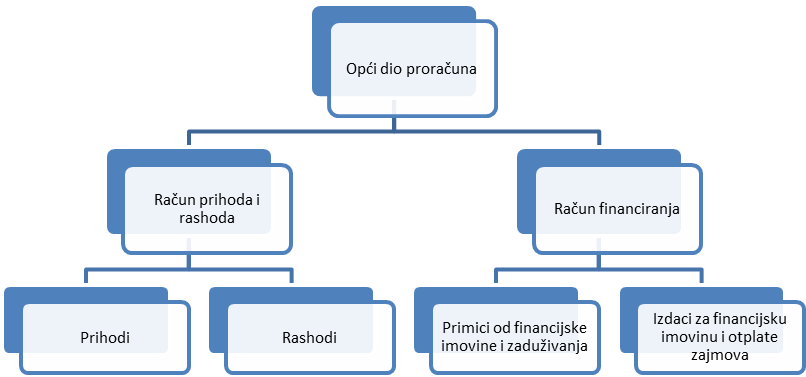 Opći dio proračuna
Račun prihoda i
rashoda
Račun financiranja
Prihodi
Rashodi
Primici od financijske
imovine i zaduživanja
Izdaci za financijsku
imovinu i otplate
zajmova